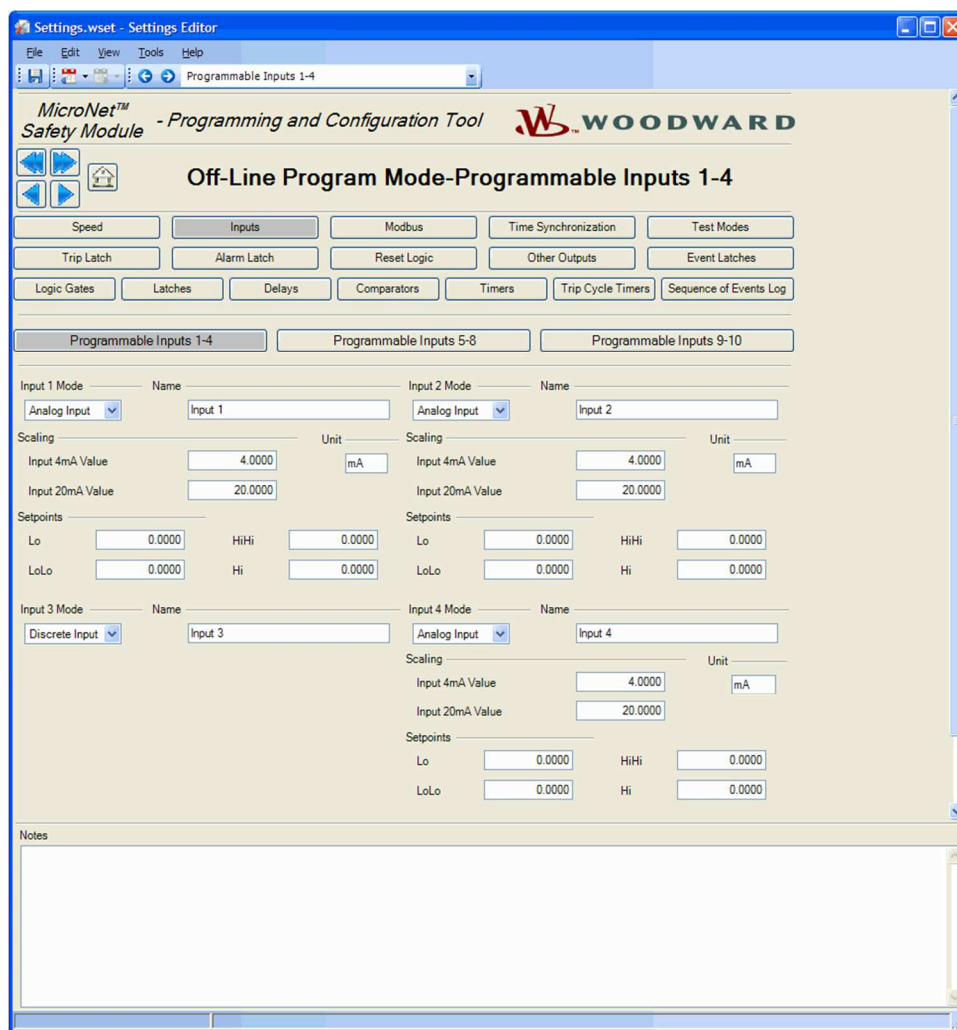 Settings.wset - Settings Editor
File Edit View Tools Help
Programmable Inputs 1-4
MicroNet™
Safety Module - Programming and Configuration Tool
W™ WOODWARD
Off-Line Program Mode-Programmable Inputs 1-4
Speed Inputs Modbus Time Synchronization Test Modes
Trip Latch Alarm Latch Reset Logic Other Outputs Event Latches
Logic Gates Latches Delays Comparators Timers Trip Cycle Timers Sequence of Events Log
Programmable Inputs 1-4 Programmable Inputs 5-8 Programmable Inputs 9-10
Input 1 Mode Name Input 2 Mode Name
Analog Input Input 1 Analog Input Input 2
Scaling Unit Scaling Unit
Input 4mA Value 4.0000 mA Input 4mA Value 4.0000 mA
Input 20mA Value 20.0000 Input 20mA Value 20.0000
Setpoints Setpoints
Lo 0.0000 HiHi 0.0000 Lo 0.0000 HiHi 0.0000
LoLo 0.0000 Hi 0.0000 LoLo 0.0000 Hi 0.0000
Input 3 Mode Name Input 4 Mode Name
Discrete Input Input 3 Analog Input Input 4
Scaling Unit
Input 4mA Value 4.0000 mA
Input 20mA Value 20.0000
Setpoints
Lo 0.0000 HiHi 0.0000
LoLo 0.0000 Hi 0.0000
Notes